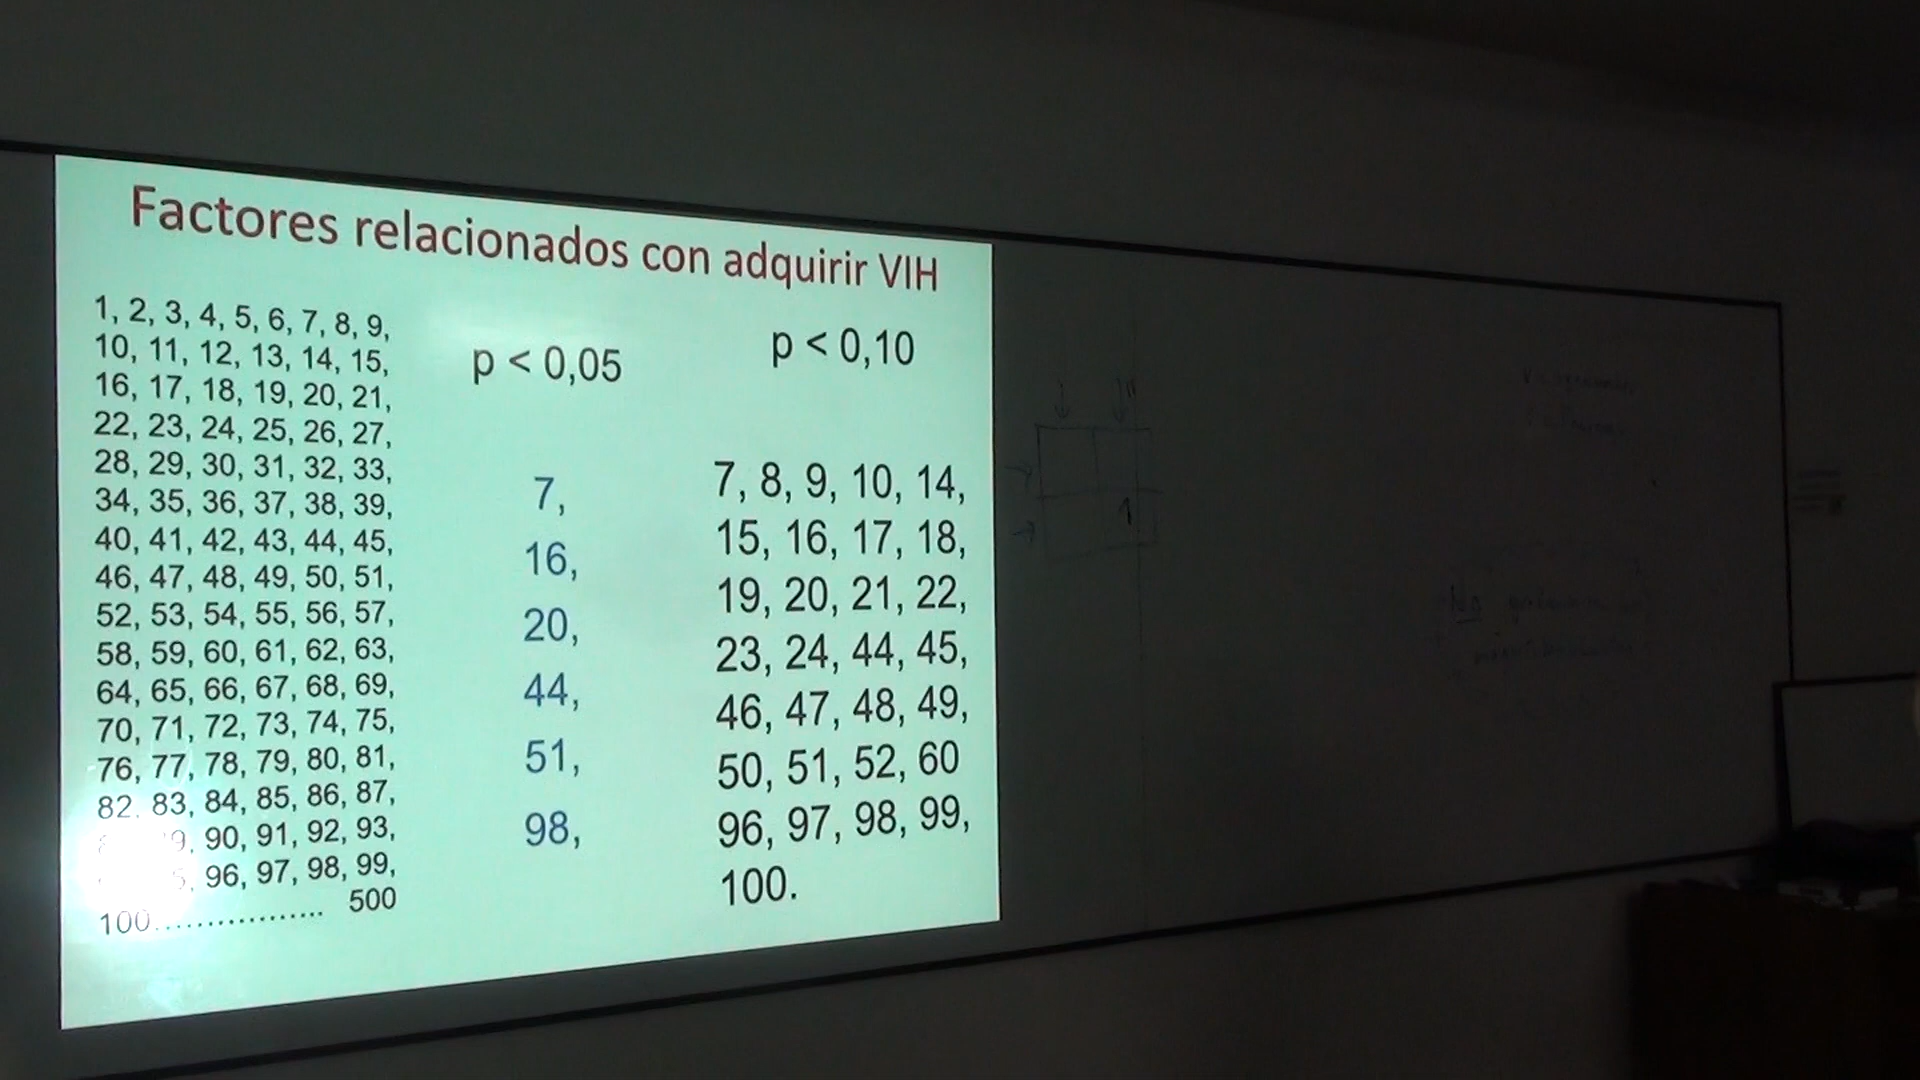 Factores relacionados con adquirir VIH
1, 2, 3, 4, 5, 6, 7, 8, 9,
10, 11, 12, 13, 14, 15,
16, 17, 18, 19, 20, 21,
22, 23, 24, 25, 26, 27,
28, 29, 30, 31, 32, 33,
34, 35, 36, 37, 38, 39,
40, 41, 42, 43, 44, 45,
46, 47, 48, 49, 50, 51,
52, 53, 54, 55, 56, 57,
58, 59, 60, 61, 62, 63,
64, 65, 66, 67, 68, 69,
70, 71, 72, 73, 74, 75,
76, 77, 78, 79, 80, 81,
82, 83, 84, 85, 86, 87,
90, 91, 92, 93,
96, 97, 98, 99,
100.................. 500
p < 0,05
7,
16,
20,
44,
51,
98,
p < 0,10
7, 8, 9, 10, 14,
15, 16, 17, 18,
19, 20, 21, 22,
23, 24, 44, 45,
46, 47, 48, 49,
50, 51, 52, 60
96, 97, 98, 99,
100.
1
No